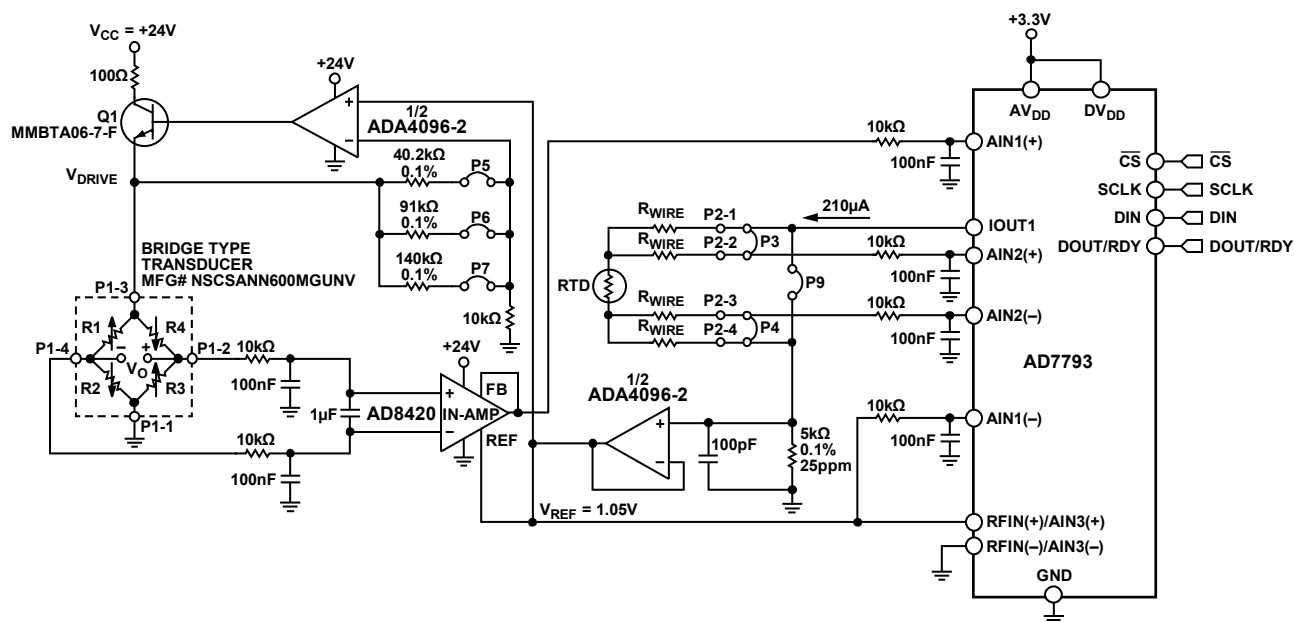 V_CC = +24V
100Ω
Q1
MMBTA06-7-F
V_DRIVE
+24V
+
1/2
ADA4096-2
–
40.2kΩ
0.1%
P5
91kΩ
0.1%
P6
140kΩ
0.1%
P7
10kΩ
BRIDGE TYPE
TRANSDUCER
MFG# NSCSANN600MGUNV
P1-3
R1
R4
P1-4
–
+
V_O
P1-2
R2
R3
P1-1
10kΩ
100nF
1µF
10kΩ
100nF
+24V
+
FB
AD8420
IN-AMP
–
REF
V_REF = 1.05V
1/2
ADA4096-2
+
–
100pF
5kΩ
0.1%
25ppm
RTD
R_WIRE
P2-1
R_WIRE
P2-2
P3
R_WIRE
P2-3
R_WIRE
P2-4
P4
P9
210µA
10kΩ
100nF
10kΩ
100nF
10kΩ
100nF
10kΩ
100nF
+3.3V
AV_DD
DV_DD
AIN1(+)
IOUT1
AIN2(+)
AIN2(–)
AD7793
AIN1(–)
RFIN(+)/AIN3(+)
RFIN(–)/AIN3(–)
GND
CS
CS
SCLK
SCLK
DIN
DIN
DOUT/RDY
DOUT/RDY